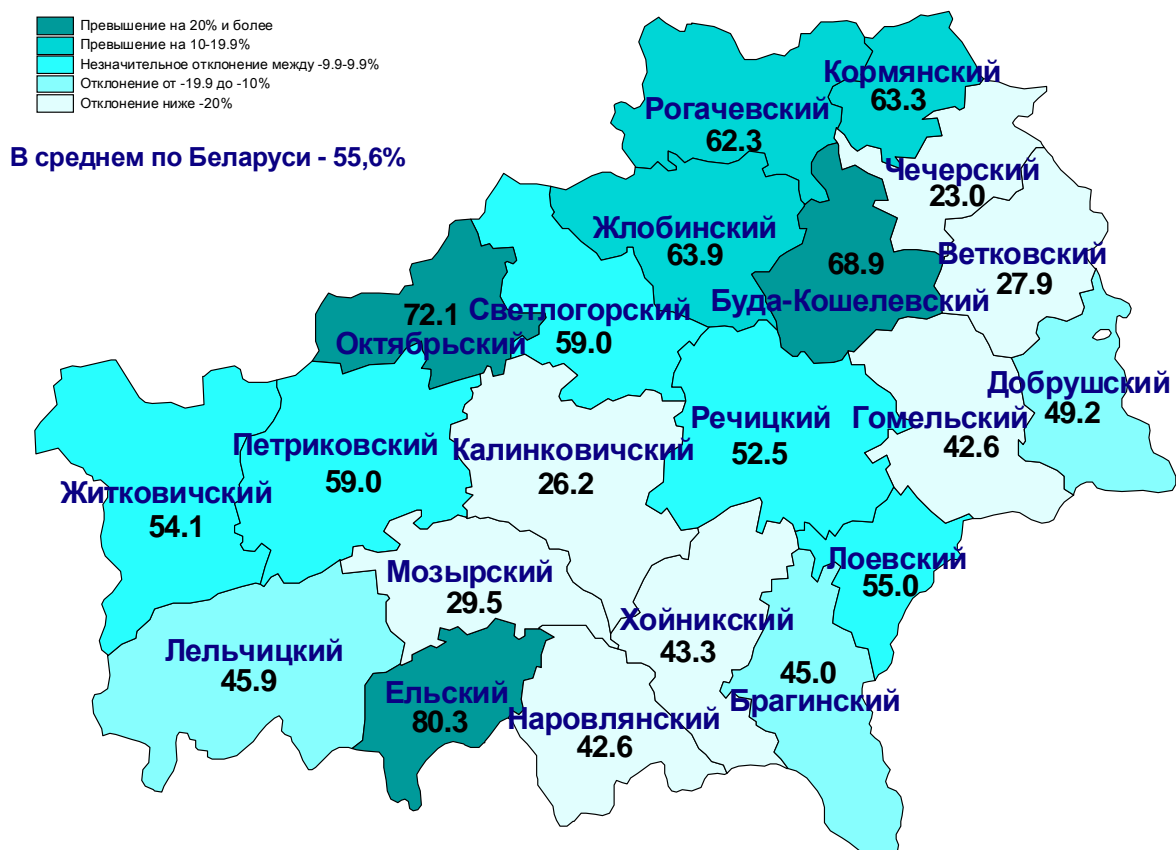 Превышение на 20% и более
Превышение на 10-19.9%
Незначительное отклонение между -9.9-9.9%
Отклонение от -19.9 до -10%
Отклонение ниже -20%
В среднем по Беларуси - 55,6%
Кормянский
63.3
Рогачевский
62.3
Чечерский
23.0
Жлобинский
63.9
Ветковский
27.9
68.9
Буда-Кошелевский
72.1
Октябрьский
Светлогорский
59.0
Добрушский
49.2
Речицкий
52.5
Гомельский
42.6
Петриковский
59.0
Калинковичский
26.2
Житковичский
54.1
Лоевский
55.0
Мозырский
29.5
Хойникский
43.3
Лельчицкий
45.9
45.0
Брагинский
Ельский
80.3
Наровлянский
42.6